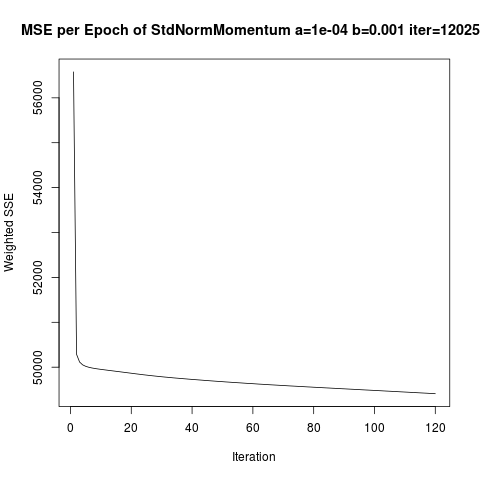 MSE per Epoch of StdNormMomentum a=1e-04 b=0.001 iter=12025
Weighted SSE
56000
54000
52000
50000
0 20 40 60 80 100 120
Iteration